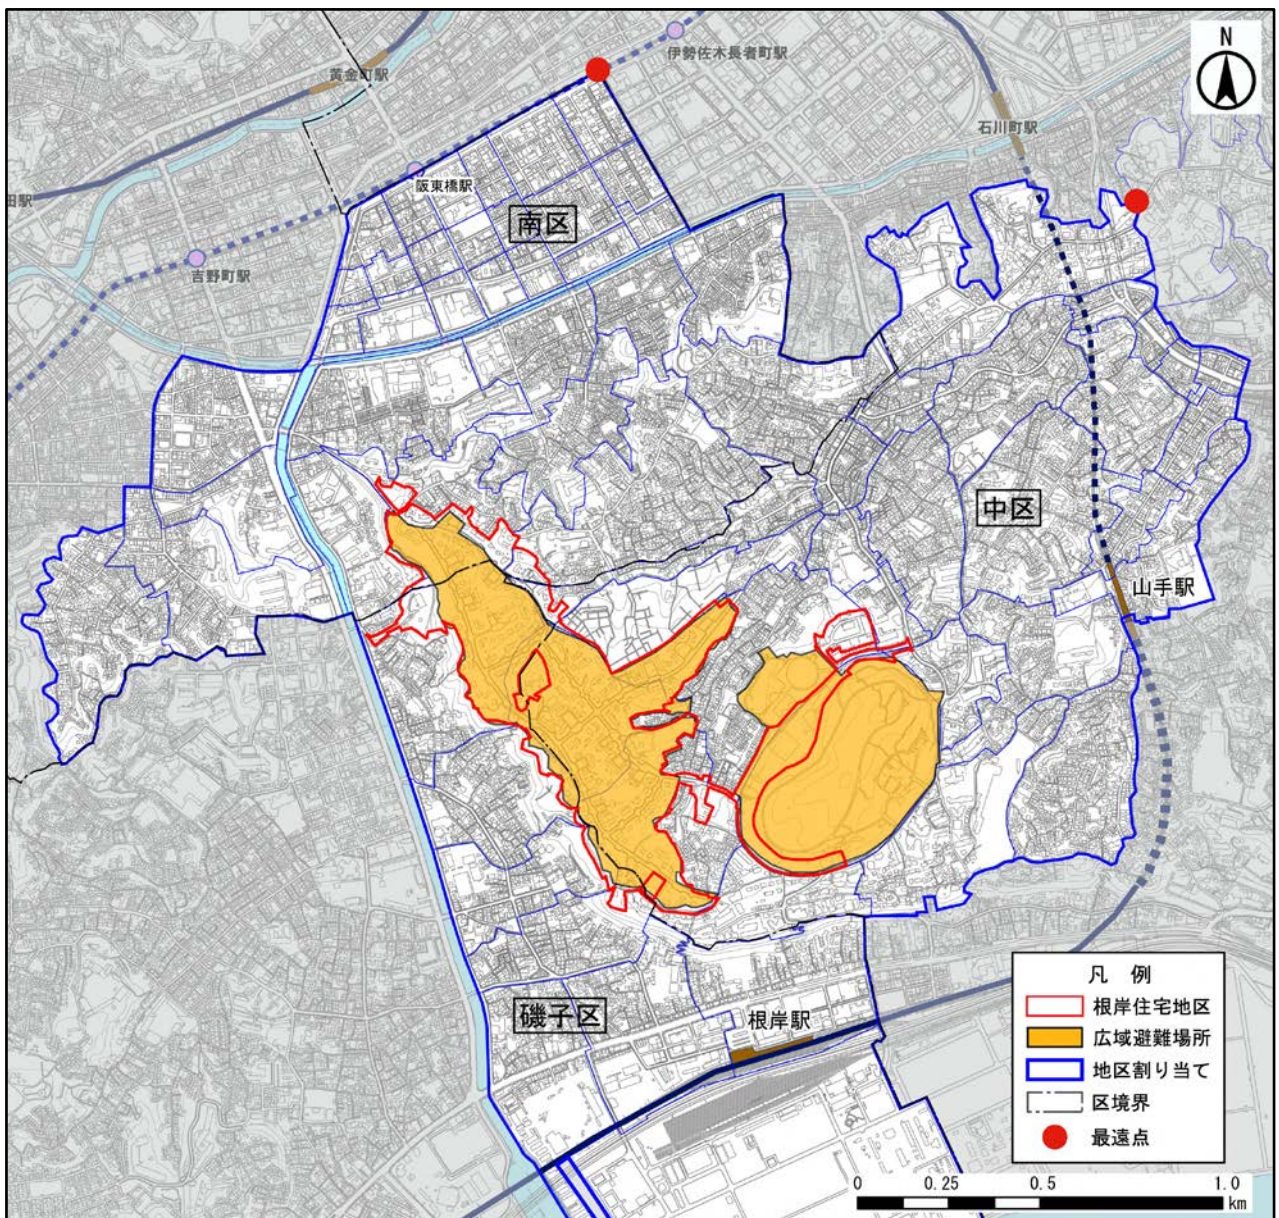 N
伊勢佐木長者町駅
黄金町駅
石川町駅
阪東橋駅
田駅
南区
吉野町駅
中区
山手駅
磯子区
根岸駅
凡 例
根岸住宅地区
広域避難場所
地区割り当て
区境界
最遠点
0 0.25 0.5 1.0
km